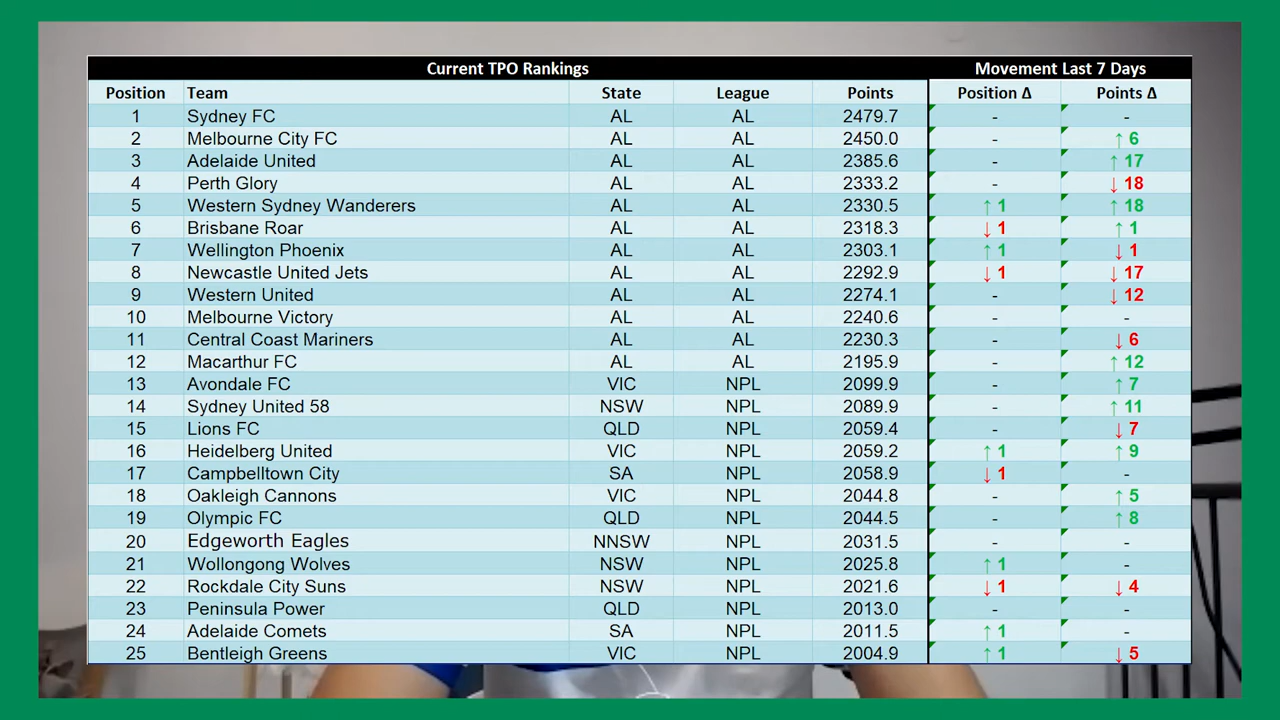 Current TPO Rankings Movement Last 7 Days
Position Team State League Points Position Δ Points Δ
1 Sydney FC AL AL 2479.7 - -
2 Melbourne City FC AL AL 2450.0 - ↑ 6
3 Adelaide United AL AL 2385.6 - ↑ 17
4 Perth Glory AL AL 2333.2 - ↓ 18
5 Western Sydney Wanderers AL AL 2330.5 ↑ 1 ↑ 18
6 Brisbane Roar AL AL 2318.3 ↓ 1 ↑ 1
7 Wellington Phoenix AL AL 2303.1 ↑ 1 ↓ 1
8 Newcastle United Jets AL AL 2292.9 ↓ 1 ↓ 17
9 Western United AL AL 2274.1 - ↓ 12
10 Melbourne Victory AL AL 2240.6 - -
11 Central Coast Mariners AL AL 2230.3 - ↓ 6
12 Macarthur FC AL AL 2195.9 - ↑ 12
13 Avondale FC VIC NPL 2099.9 - ↑ 7
14 Sydney United 58 NSW NPL 2089.9 - ↑ 11
15 Lions FC QLD NPL 2059.4 - ↓ 7
16 Heidelberg United VIC NPL 2059.2 ↑ 1 ↑ 9
17 Campbelltown City SA NPL 2058.9 ↓ 1 -
18 Oakleigh Cannons VIC NPL 2044.8 - ↑ 5
19 Olympic FC QLD NPL 2044.5 - ↑ 8
20 Edgeworth Eagles NNSW NPL 2031.5 - -
21 Wollongong Wolves NSW NPL 2025.8 ↑ 1 -
22 Rockdale City Suns NSW NPL 2021.6 ↓ 1 ↓ 4
23 Peninsula Power QLD NPL 2013.0 - -
24 Adelaide Comets SA NPL 2011.5 ↑ 1 -
25 Bentleigh Greens VIC NPL 2004.9 ↑ 1 ↓ 5